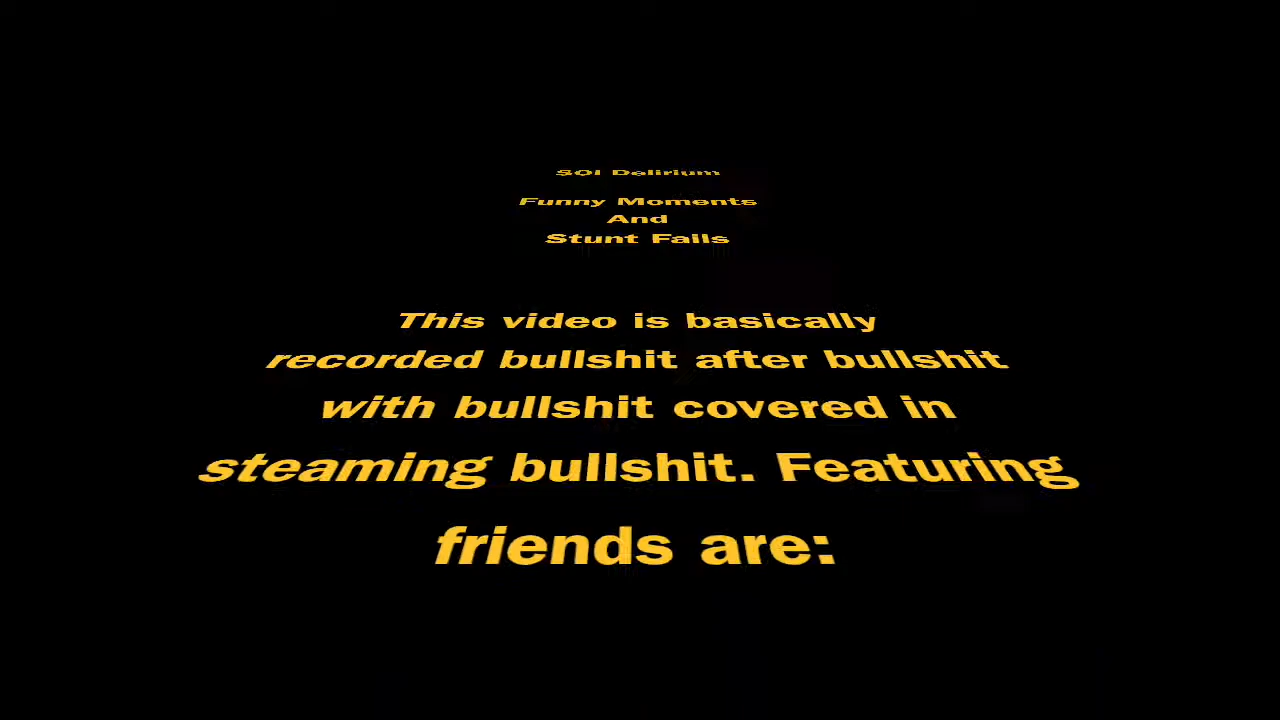 SOI Delirium
Funny Moments
And
Stunt Fails
This video is basically
recorded bullshit after bullshit
with bullshit covered in
steaming bullshit. Featuring
friends are: